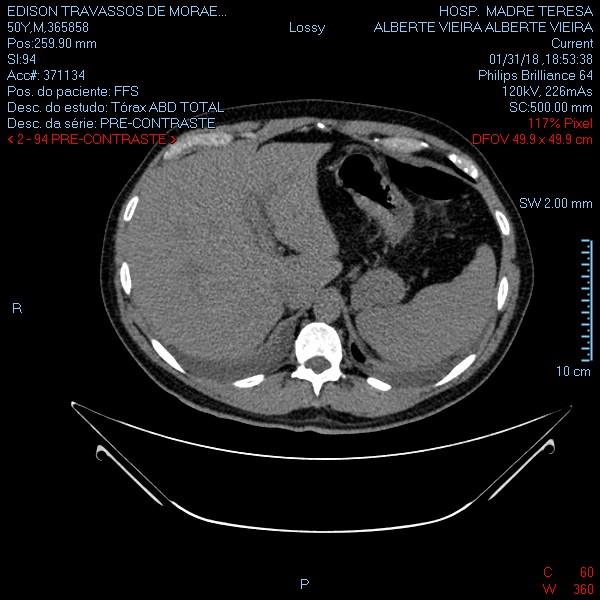 EDISON TRAVASSOS DE MORAE...
50Y,M,365858
Pos:259.90 mm
SI:94
Acc#: 371134
Pos. do paciente: FFS
Desc. do estudo: Tórax ABD TOTAL
Desc. da série: PRE-CONTRASTE
< 2 - 94 PRE-CONTRASTE >
Lossy
HOSP. MADRE TERESA
ALBERTE VIEIRA ALBERTE VIEIRA
Current
01/31/18 ,18:53:38
Philips Brilliance 64
120kV, 226mAs
SC:500.00 mm
117% Pixel
DFOV 49.9 x 49.9 cm
SW 2.00 mm
R
10 cm
P
C 60
W 360